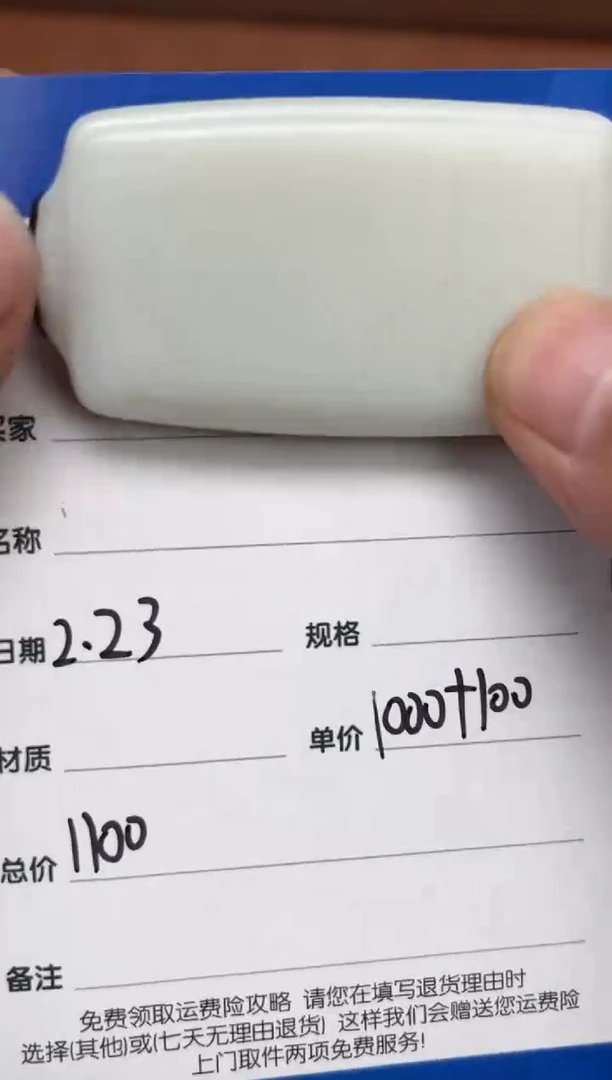 买家
名称
日期 2.23 规格
材质 单价 1000+100
总价 1100
备注
免费领取运费险攻略 请您在填写退货理由时
选择(其他)或(七天无理由退货) 这样我们会赠送您运费险
上门取件两项免费服务!